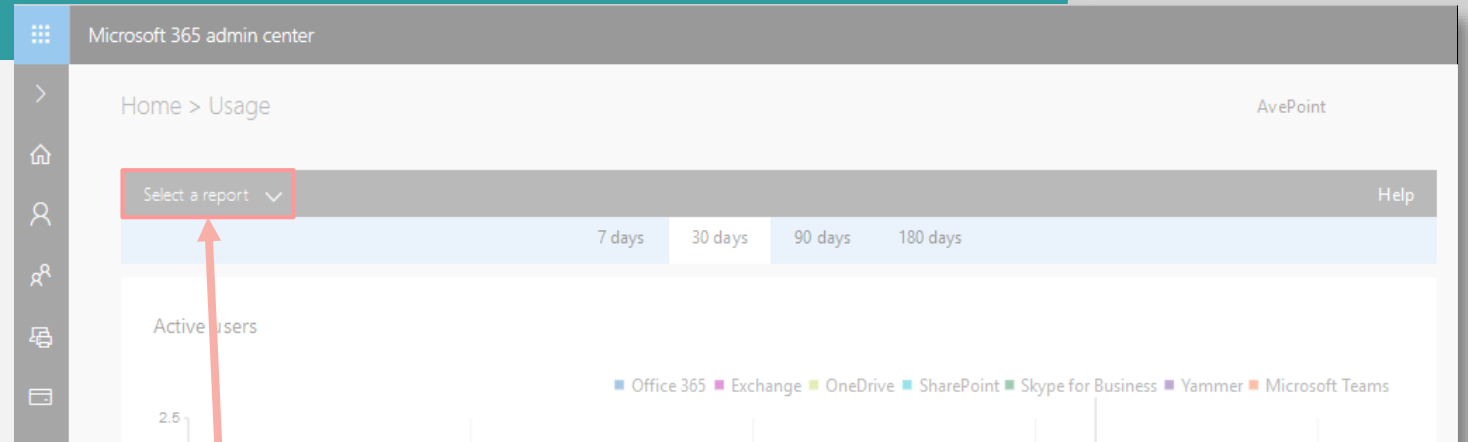 Microsoft 365 admin center
Home > Usage
AvePoint
Select a report
Help
7 days 30 days 90 days 180 days
Active users
Office 365 Exchange OneDrive SharePoint Skype for Business Yammer Microsoft Teams
2.5